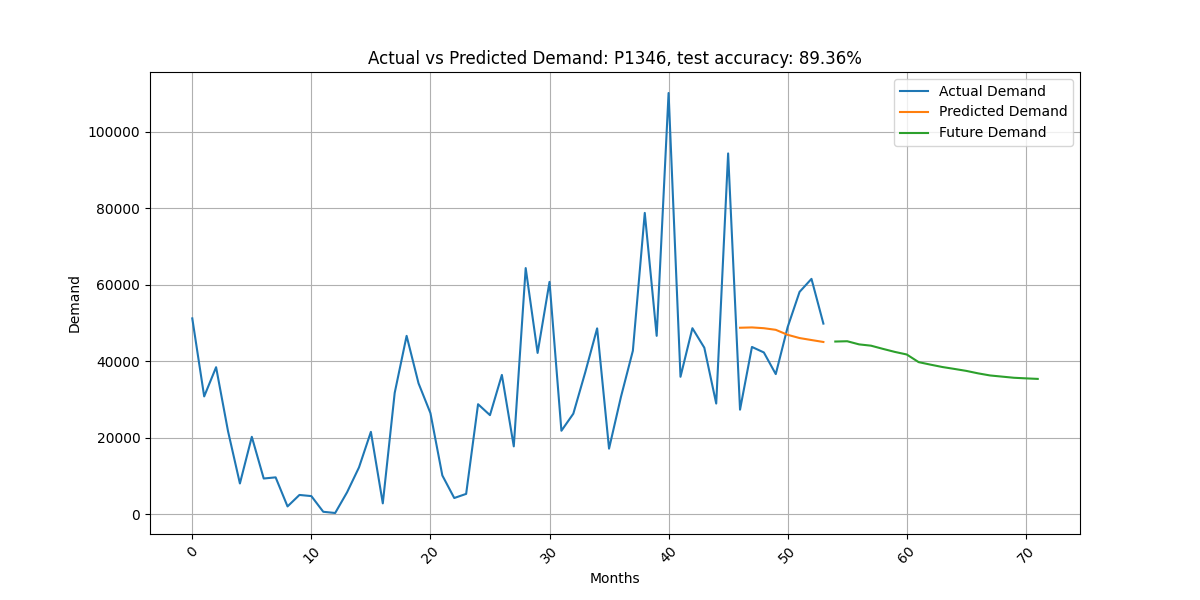 Actual vs Predicted Demand: P1346, test accuracy: 89.36%
Actual Demand
Predicted Demand
Future Demand
100000
80000
60000
40000
20000
0
Demand
0 10 20 30 40 50 60 70
Months